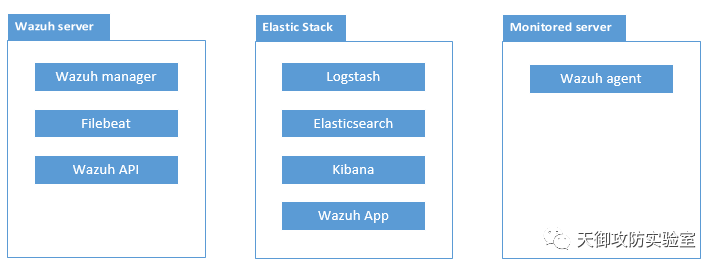 Wazuh server
Wazuh manager
Filebeat
Wazuh API
Elastic Stack
Logstash
Elasticsearch
Kibana
Wazuh App
Monitored server
Wazuh agent
天御攻防实验室